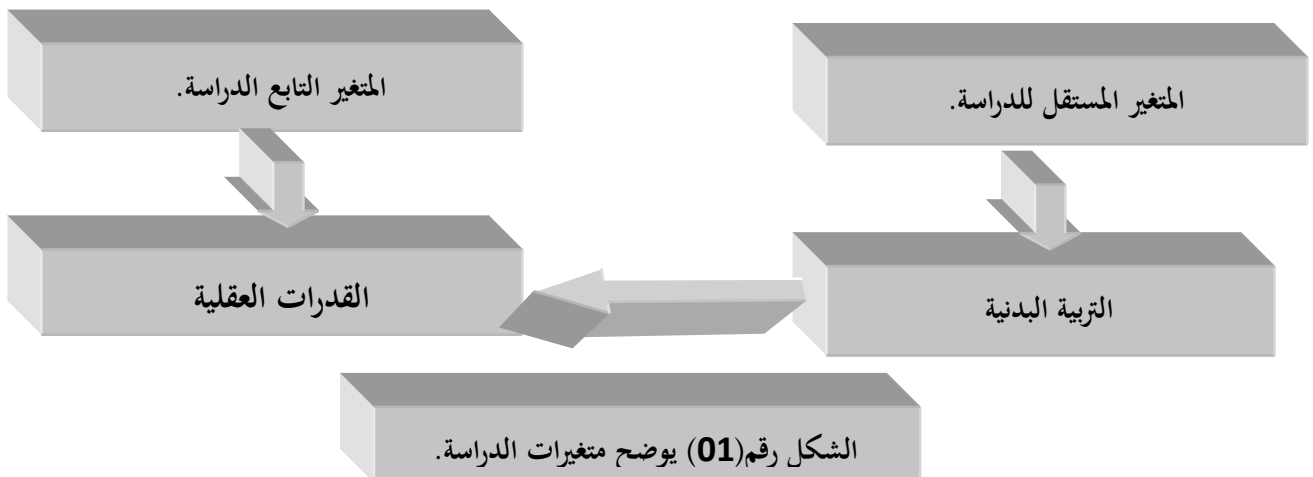 المتغير المستقل للدراسة.
المتغير التابع الدراسة.
التربية البدنية
القدرات العقلية
الشكل رقم(01) يوضح متغيرات الدراسة.